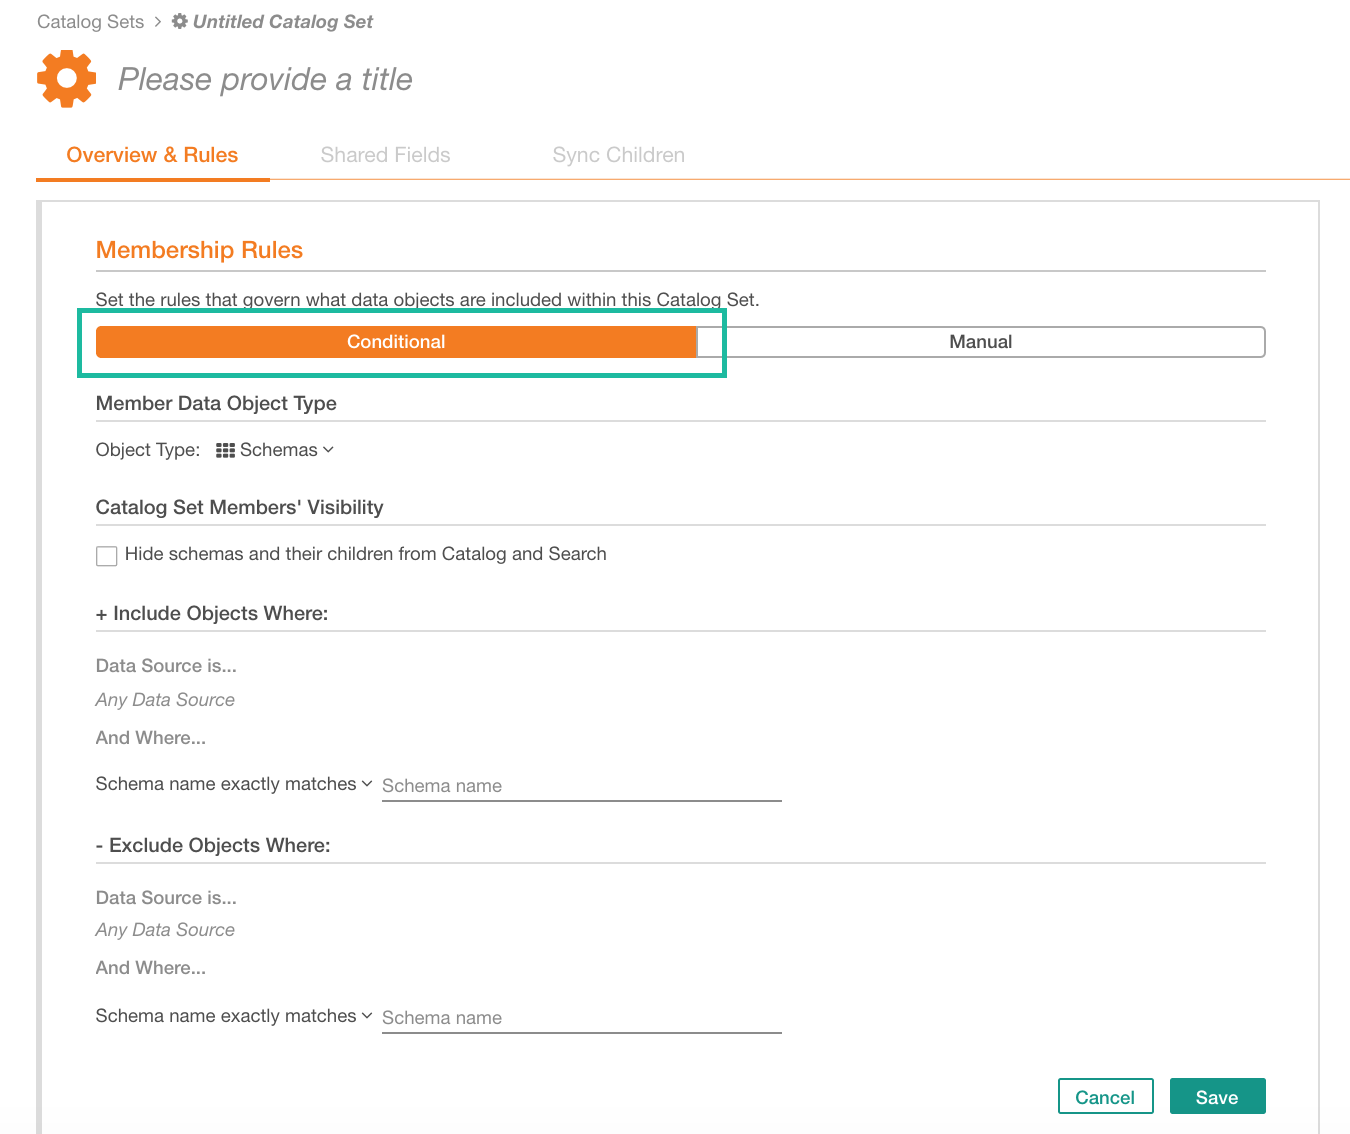 Catalog Sets > Untitled Catalog Set
Please provide a title
Overview & Rules Shared Fields Sync Children
Membership Rules
Set the rules that govern what data objects are included within this Catalog Set.
Conditional Manual
Member Data Object Type
Object Type: Schemas
Catalog Set Members' Visibility
Hide schemas and their children from Catalog and Search
+ Include Objects Where:
Data Source is...
Any Data Source
And Where...
Schema name exactly matches Schema name
- Exclude Objects Where:
Data Source is...
Any Data Source
And Where...
Schema name exactly matches Schema name
Cancel Save